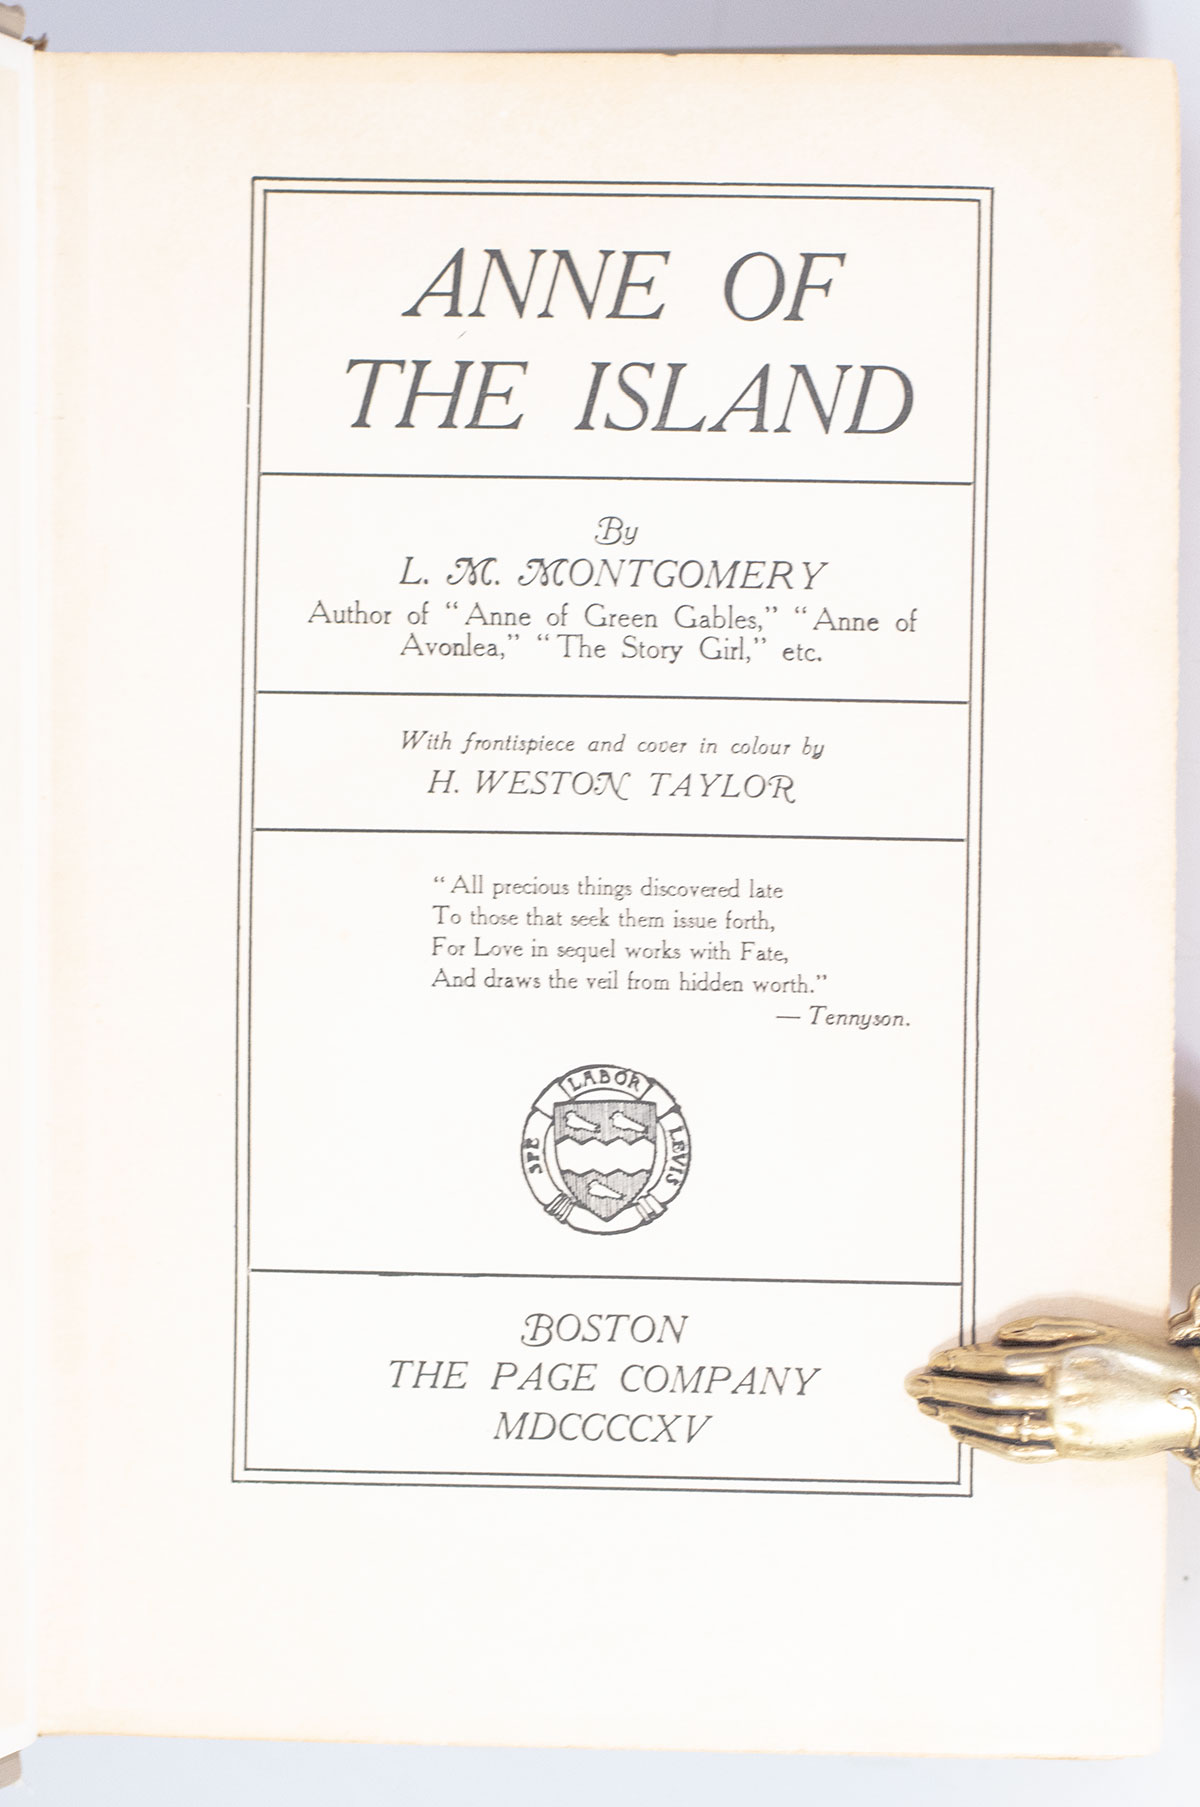 ANNE OF
THE ISLAND
By
L. M. MONTGOMERY
Author of “Anne of Green Gables,” “Anne of
Avonlea,” “The Story Girl,” etc.
With frontispiece and cover in colour by
H. WESTON TAYLOR
“All precious things discovered late
To those that seek them issue forth,
For Love in sequel works with Fate,
And draws the veil from hidden worth.”
— Tennyson.
SPE LABOR LEVIS
BOSTON
THE PAGE COMPANY
MDCCCCXV